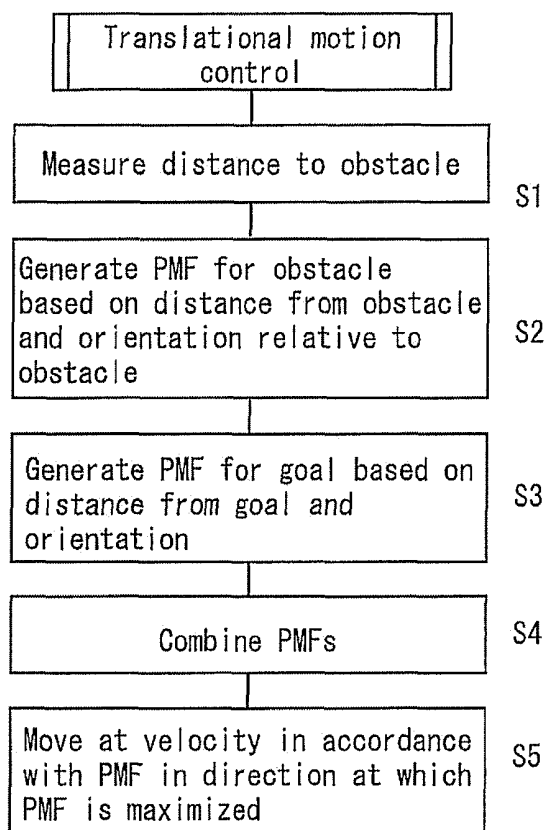 Translational motion
control
Measure distance to obstacle
S1
Generate PMF for obstacle
based on distance from obstacle
and orientation relative to
obstacle
S2
Generate PMF for goal based on
distance from goal and
orientation
S3
Combine PMFs
S4
Move at velocity in accordance
with PMF in direction at which
PMF is maximized
S5